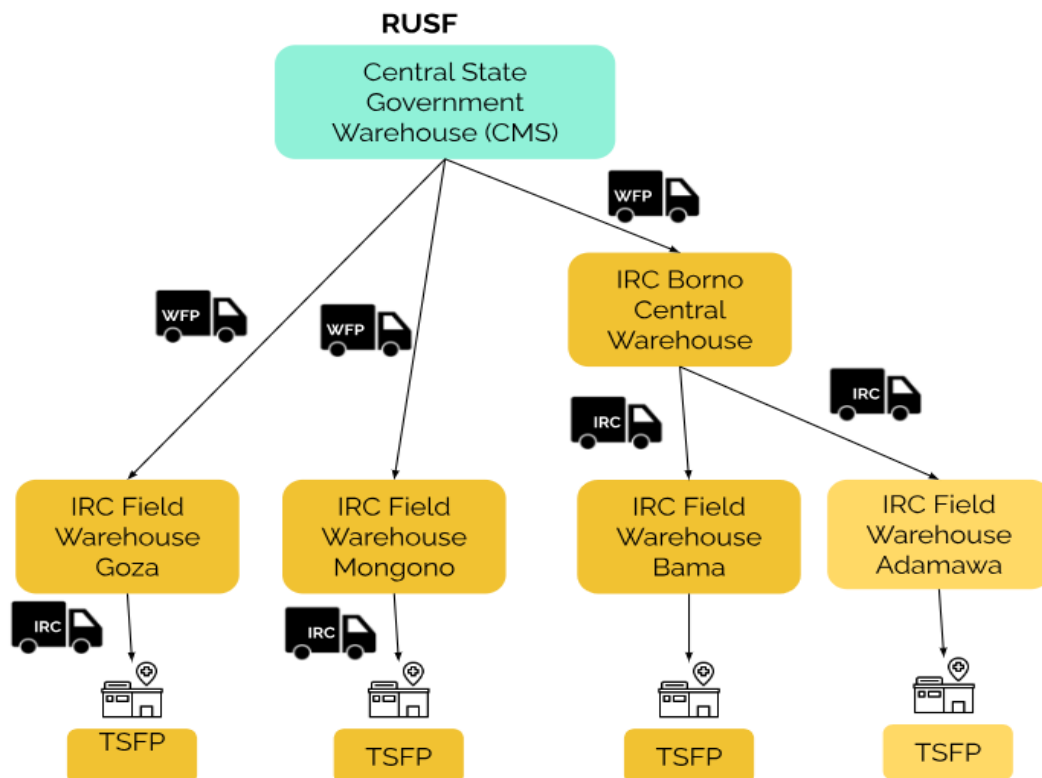 RUSF
Central State
Government
Warehouse (CMS)
WFP
IRC Borno
Central
Warehouse
WFP
WFP
IRC
IRC
IRC Field
Warehouse
Goza
IRC Field
Warehouse
Mongono
IRC Field
Warehouse
Bama
IRC Field
Warehouse
Adamawa
IRC
IRC
TSFP
TSFP
TSFP
TSFP